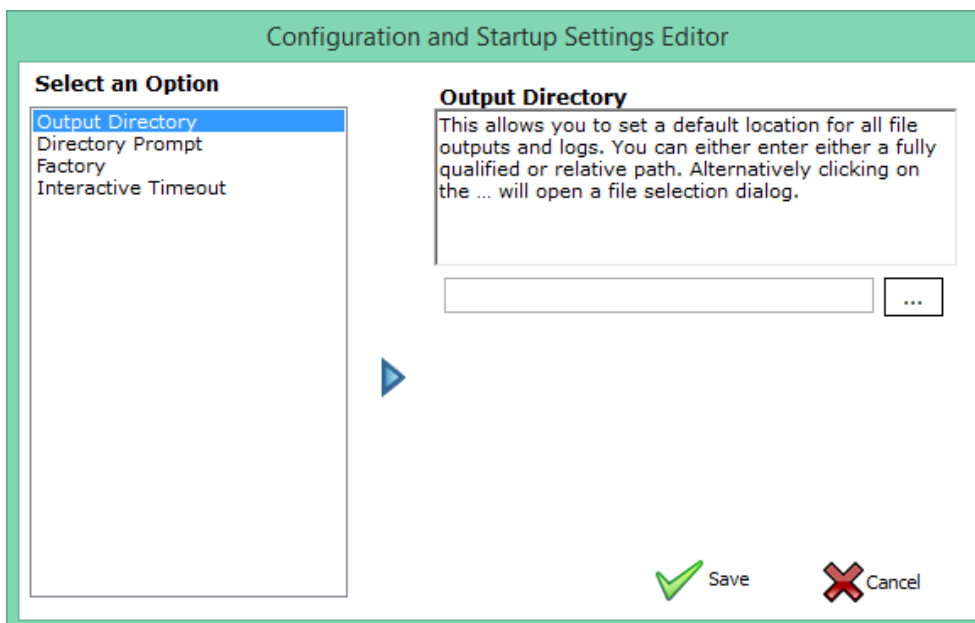 Configuration and Startup Settings Editor
Select an Option
Output Directory
Directory Prompt
Factory
Interactive Timeout
Output Directory
This allows you to set a default location for all file
outputs and logs. You can either enter either a fully
qualified or relative path. Alternatively clicking on
the ... will open a file selection dialog.
...
Save
Cancel